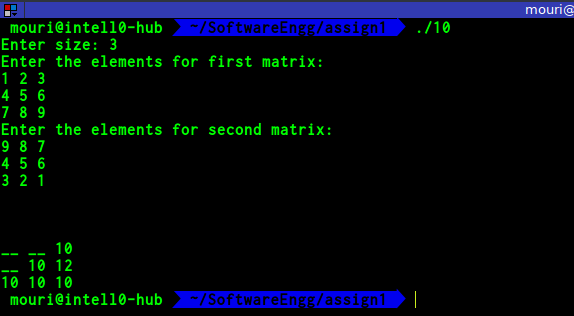 mouri@
mouri@intell0-hub ~/SoftwareEngg/assign1 ./10
Enter size: 3
Enter the elements for first matrix:
1 2 3
4 5 6
7 8 9
Enter the elements for second matrix:
9 8 7
4 5 6
3 2 1
__ __ 10
__ 10 12
10 10 10
mouri@intell0-hub ~/SoftwareEngg/assign1